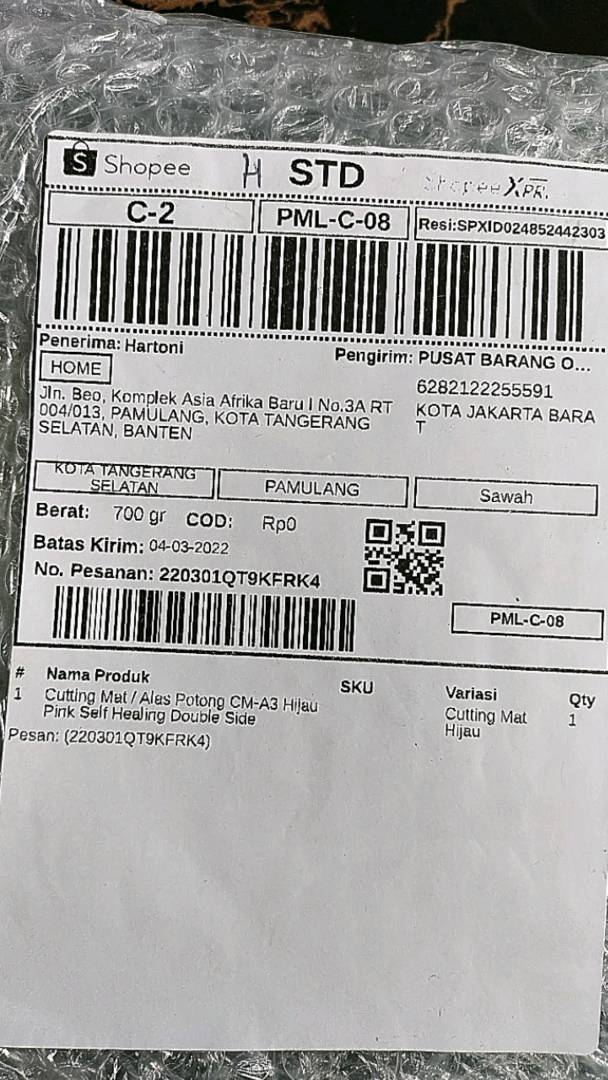 Shopee H STD Shopee XPR.
C-2 PML-C-08 Resi:SPXID024852442303
Penerima: Hartoni Pengirim: PUSAT BARANG O...
HOME 6282122255591
Jln. Beo, Komplek Asia Afrika Baru I No.3A RT KOTA JAKARTA BARA
004/013, PAMULANG, KOTA TANGERANG T
SELATAN, BANTEN
KOTA TANGERANG
SELATAN PAMULANG Sawah
Berat: 700 gr COD: Rp0
Batas Kirim: 04-03-2022
No. Pesanan: 220301QT9KFRK4
PML-C-08
# Nama Produk SKU Variasi Qty
1 Cutting Mat / Alas Potong CM-A3 Hijau Cutting Mat 1
Pink Self Healing Double Side Hijau
Pesan: (220301QT9KFRK4)